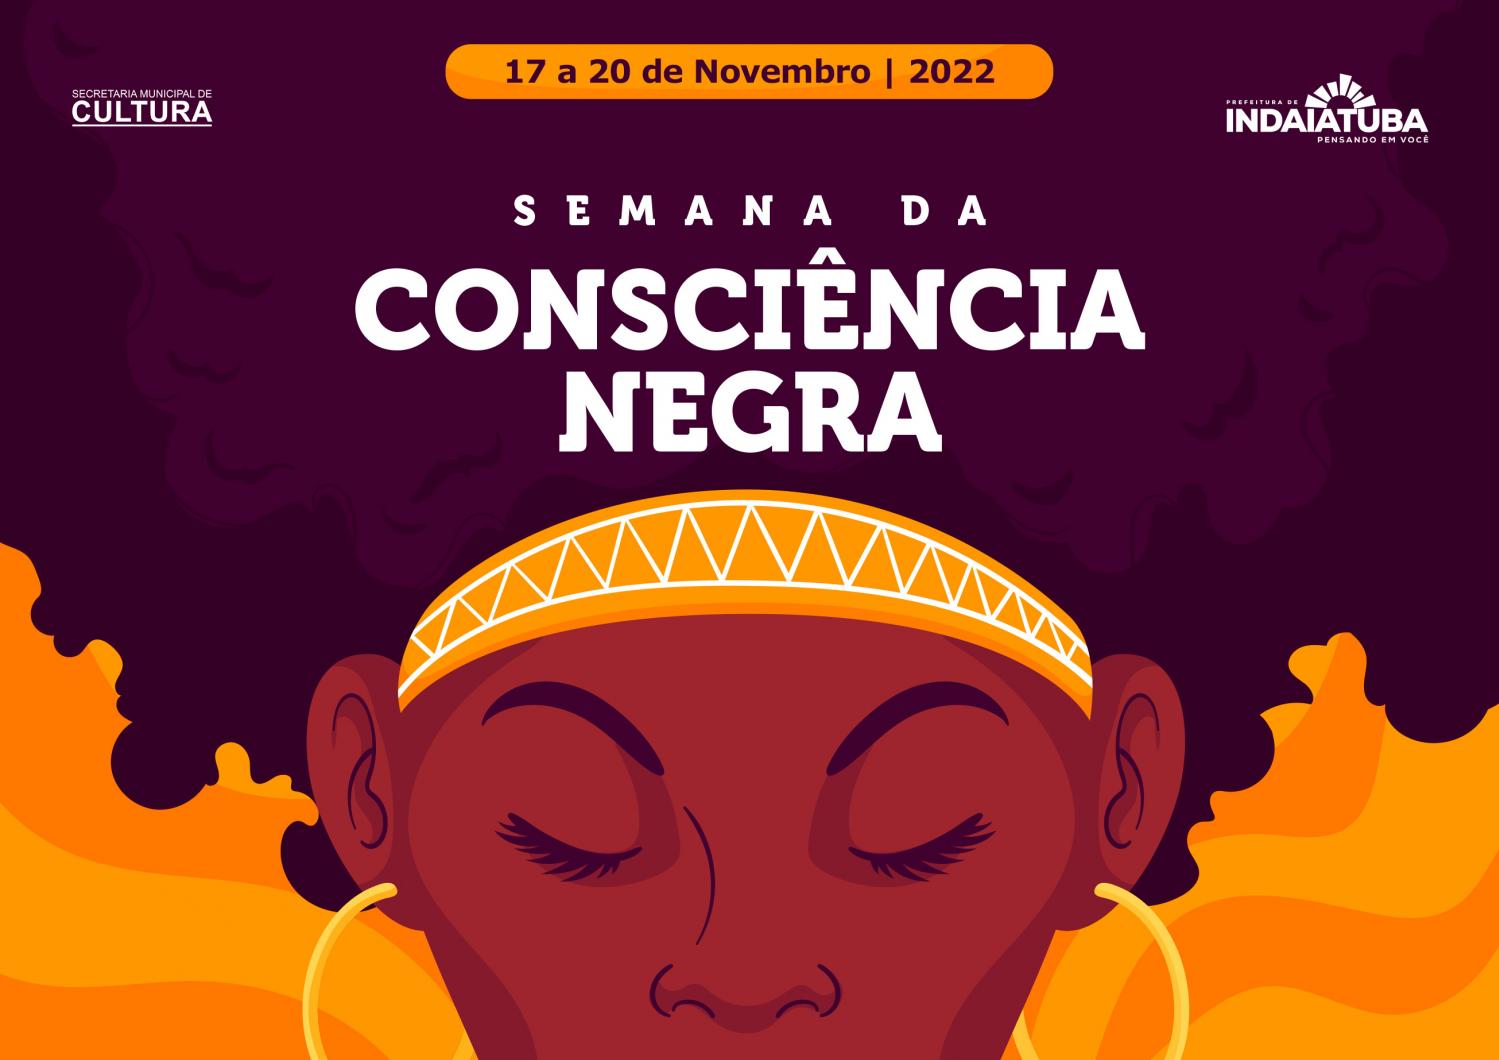 17 a 20 de Novembro | 2022
SECRETARIA MUNICIPAL DE
CULTURA
PREFEITURA DE
INDAIATUBA
PENSANDO EM VOCÊ
SEMANA DA
CONSCIÊNCIA
NEGRA